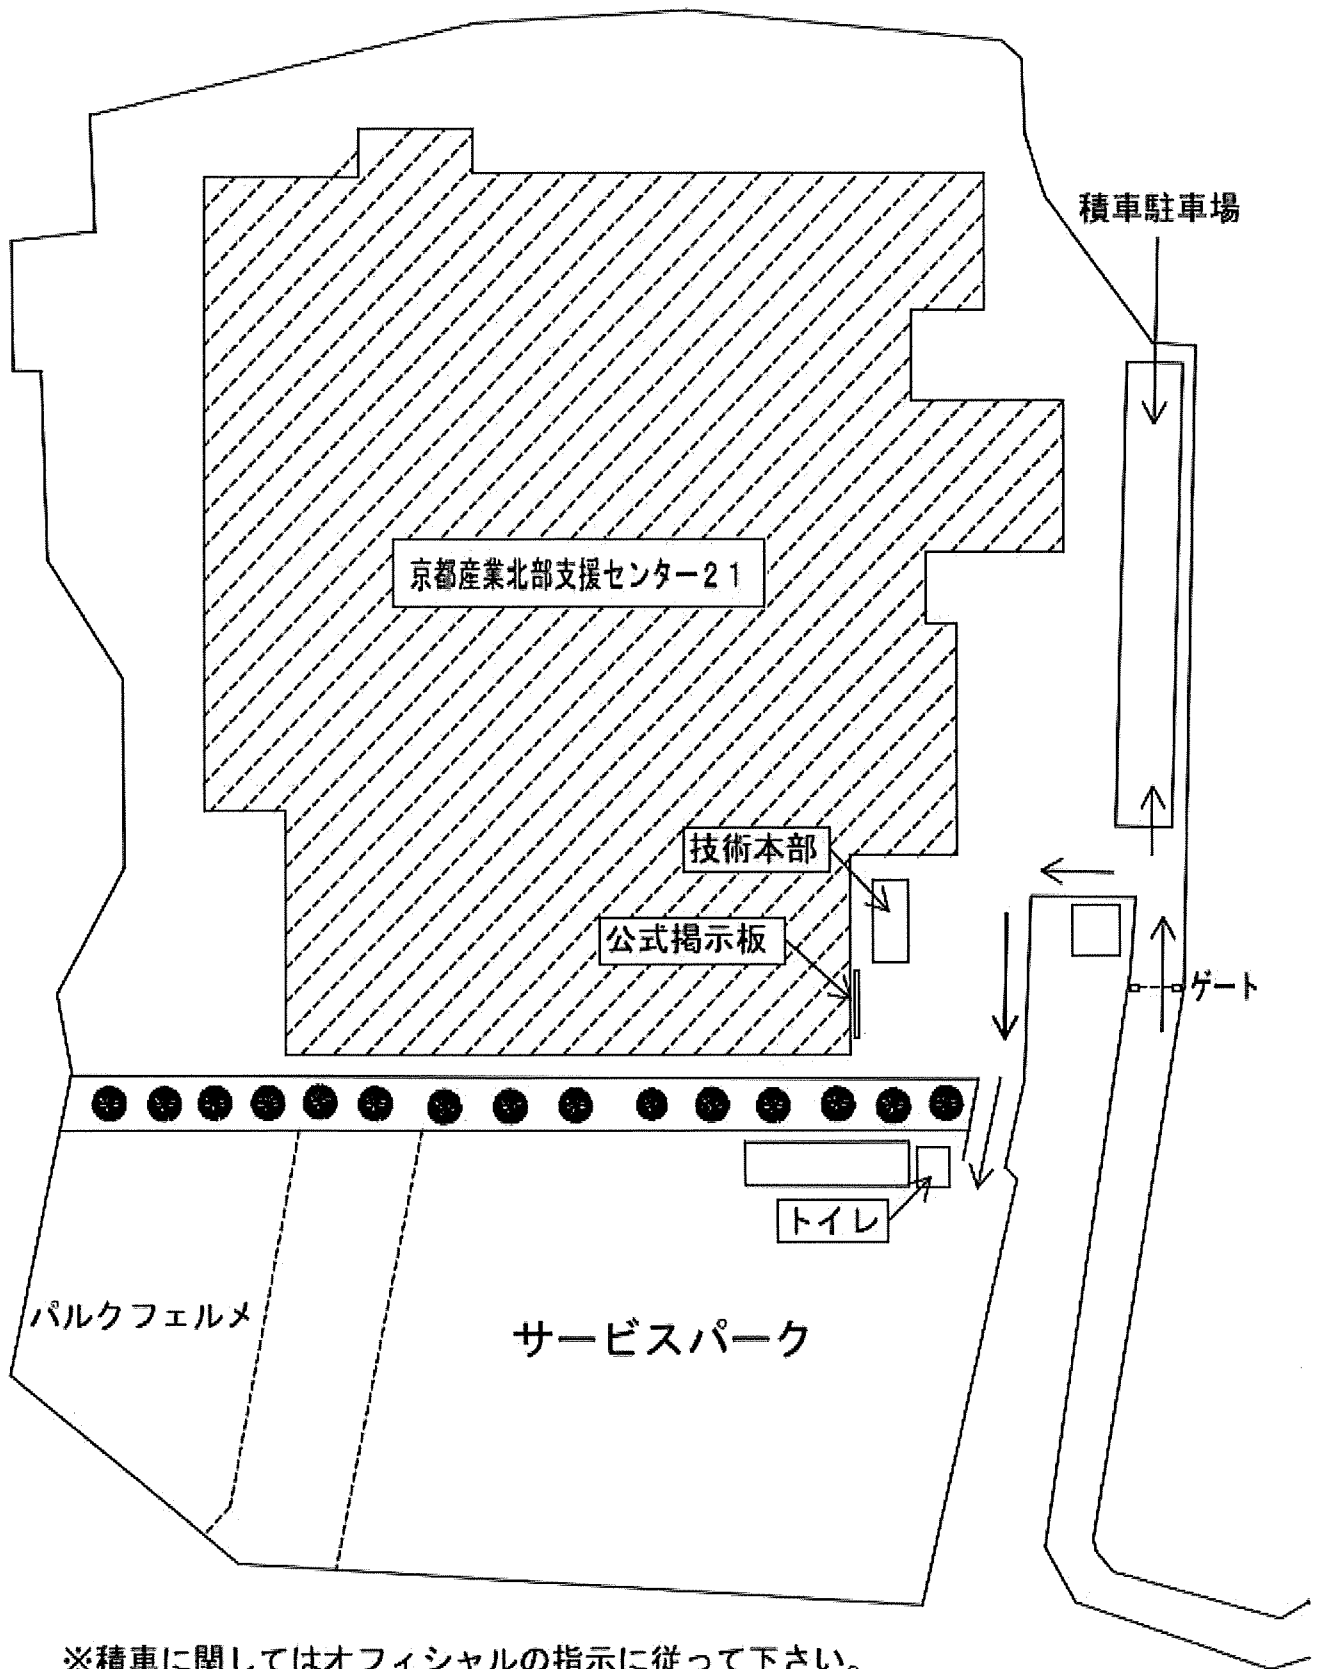 積車駐車場
京都産業北部支援センター２１
技術本部
公式掲示板
ゲート
トイレ
パルクフェルメ
サービスパーク
※積車に関してはオフィシャルの指示に従って下さい。